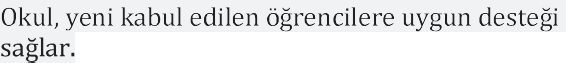 Okul, yeni kabul edilen öğrencilere uygun desteği
sağlar.